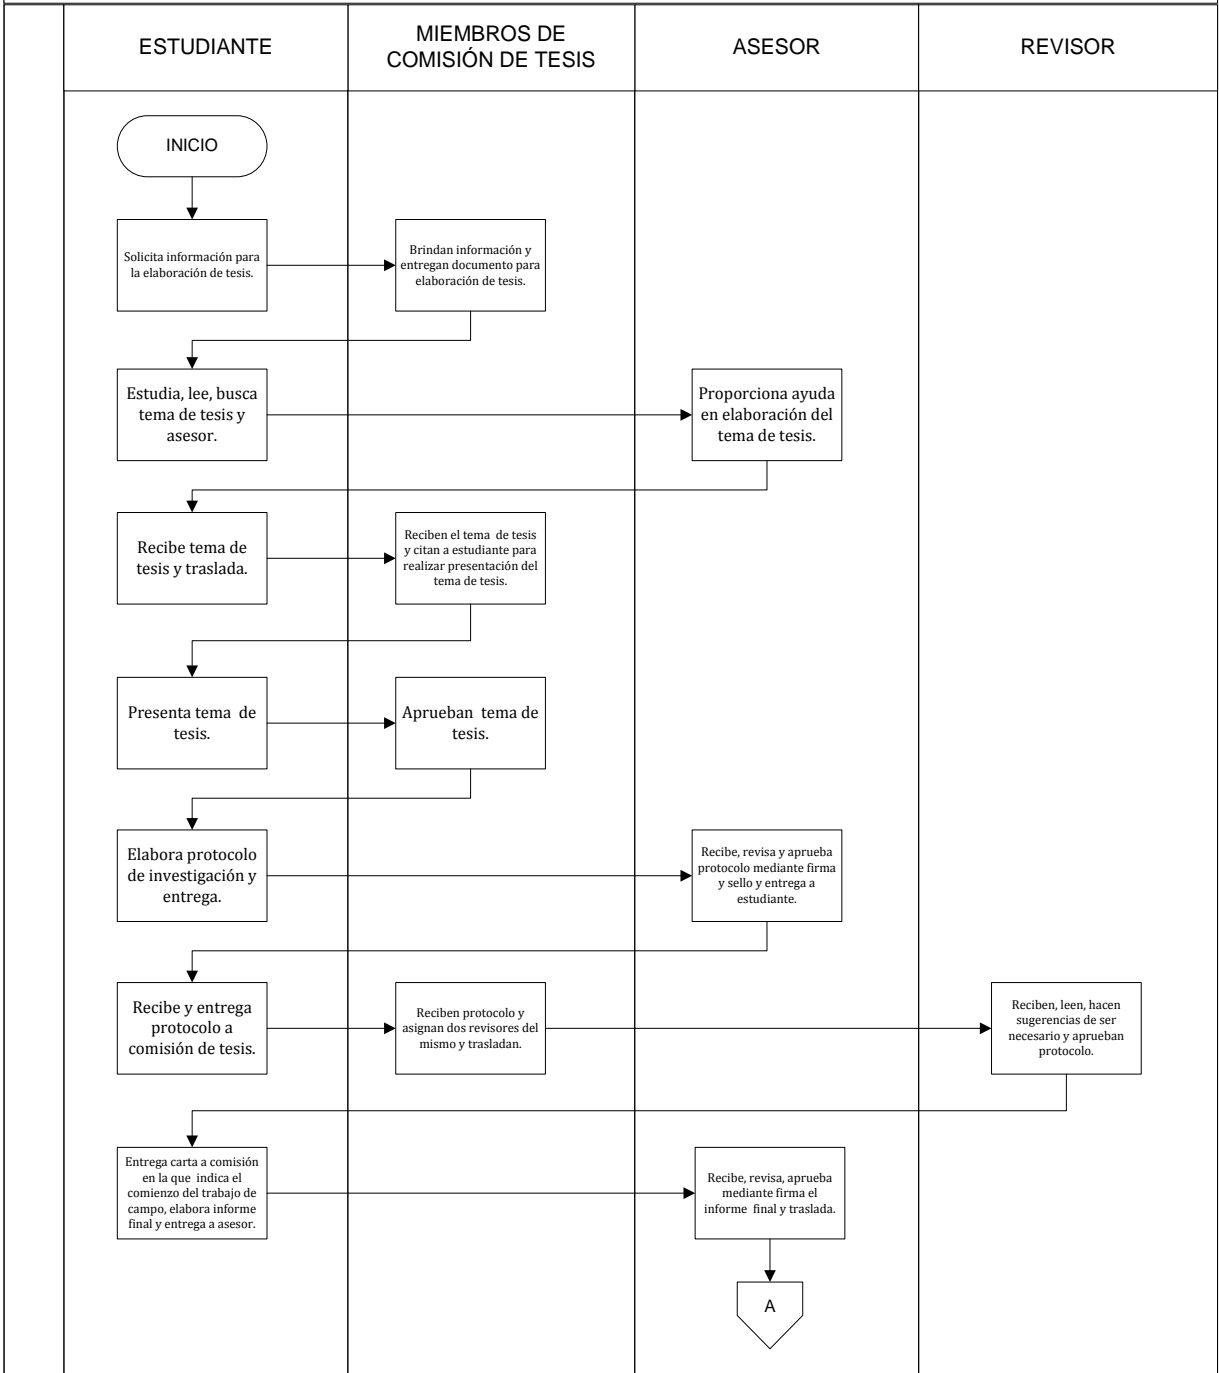 ESTUDIANTE
MIEMBROS DE
COMISIÓN DE TESIS
ASESOR
REVISOR
INICIO
Solicita información para
la elaboración de tesis.
Brindan información y
entregan documento para
elaboración de tesis.
Estudia, lee, busca
tema de tesis y
asesor.
Proporciona ayuda
en elaboración del
tema de tesis.
Recibe tema de
tesis y traslada.
Reciben el tema de tesis
y citan a estudiante para
realizar presentación del
tema de tesis.
Presenta tema de
tesis.
Aprueban tema de
tesis.
Elabora protocolo
de investigación y
entrega.
Recibe, revisa y aprueba
protocolo mediante firma
y sello y entrega a
estudiante.
Recibe y entrega
protocolo a
comisión de tesis.
Reciben protocolo y
asignan dos revisores del
mismo y trasladan.
Reciben, leen, hacen
sugerencias de ser
necesario y aprueban
protocolo.
Entrega carta a comisión
en la que indica el
comienzo del trabajo de
campo, elabora informe
final y entrega a asesor.
Recibe, revisa, aprueba
mediante firma el
informe final y traslada.
A